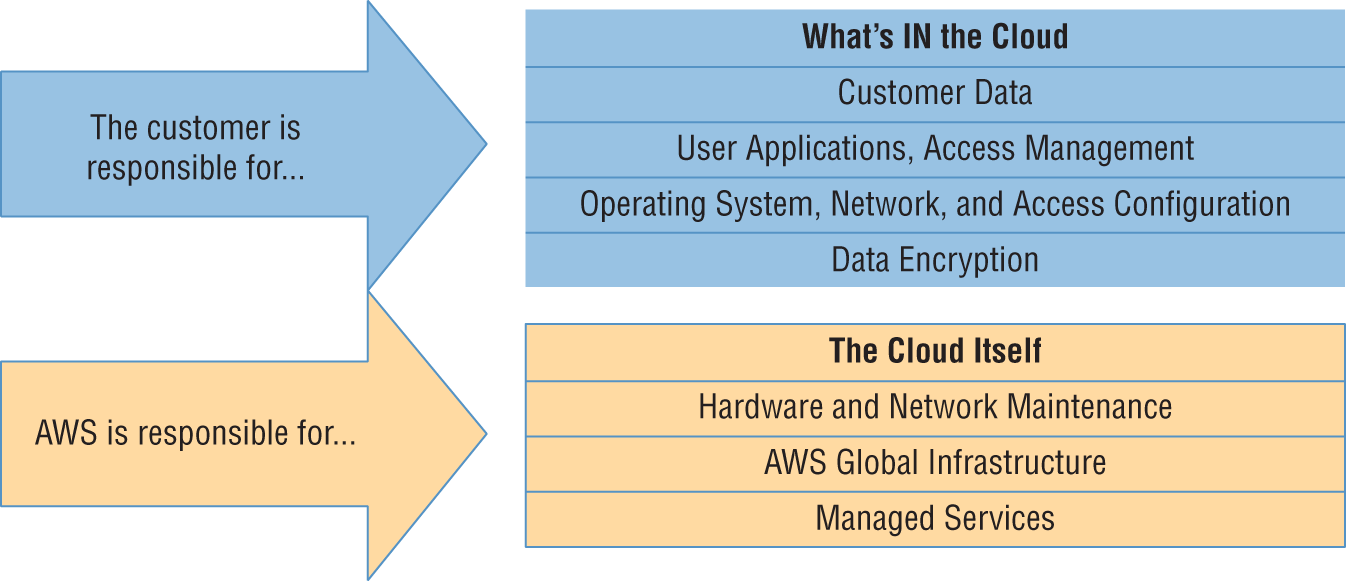 The customer is
responsible for...
What’s IN the Cloud
Customer Data
User Applications, Access Management
Operating System, Network, and Access Configuration
Data Encryption
AWS is responsible for...
The Cloud Itself
Hardware and Network Maintenance
AWS Global Infrastructure
Managed Services